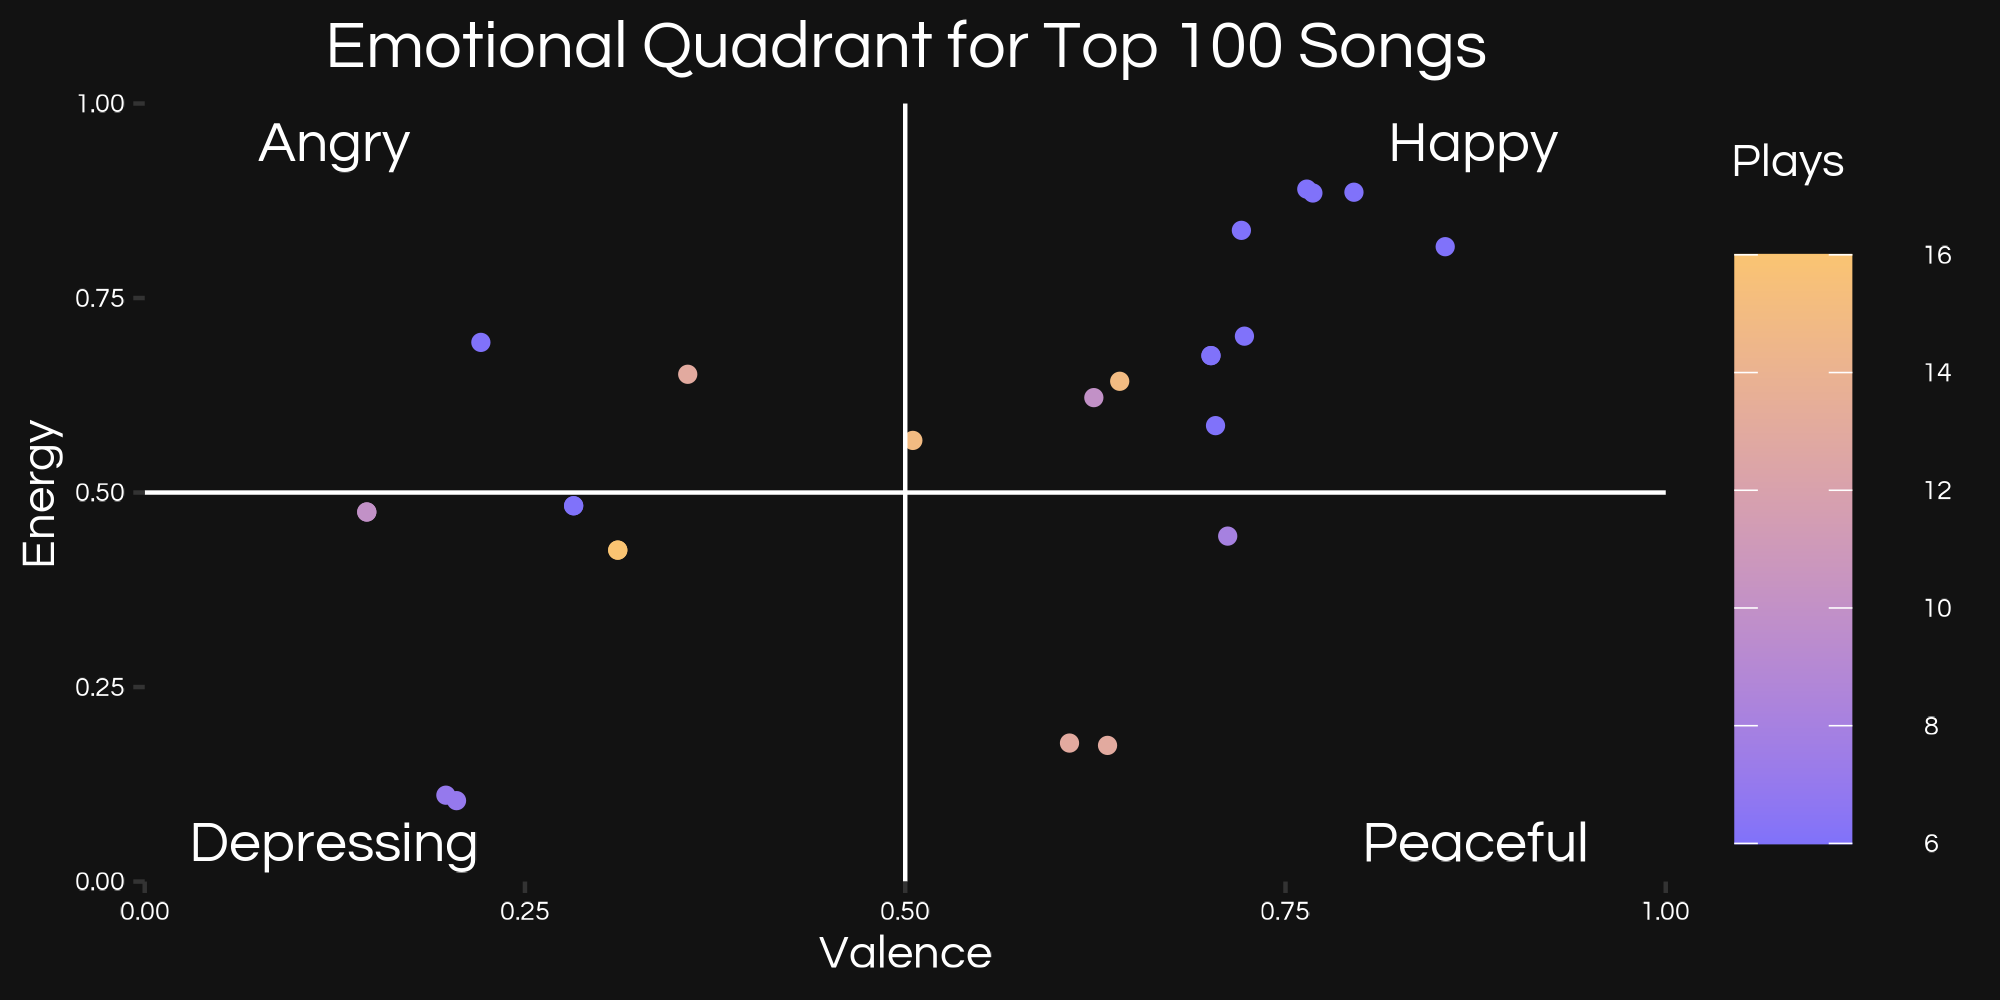 Emotional Quadrant for Top 100 Songs
1.00
0.75
0.50
0.25
0.00
Energy
Angry
Happy
Depressing
Peaceful
0.00 0.25 0.50 0.75 1.00
Valence
Plays
16
14
12
10
8
6